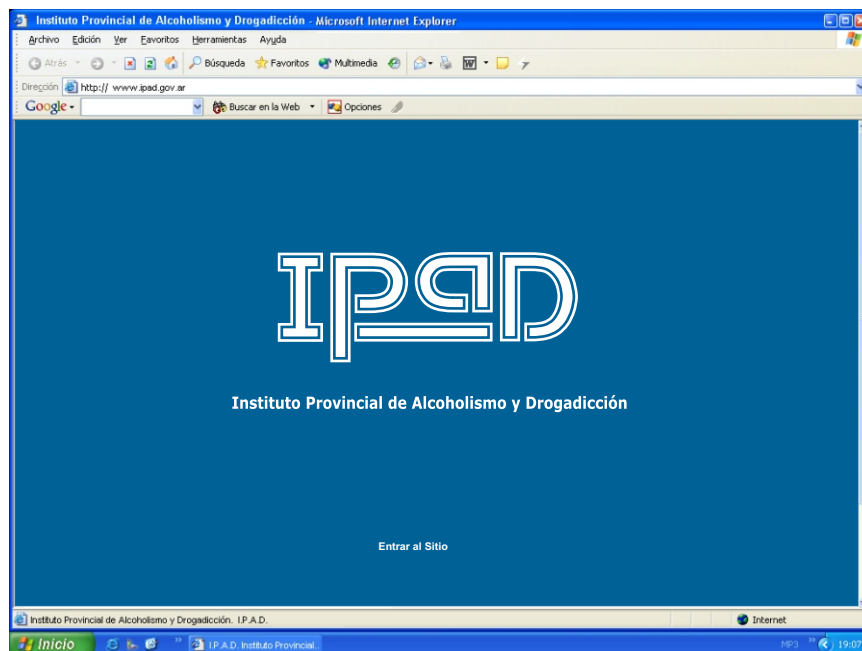 Instituto Provincial de Alcoholismo y Drogadicción - Microsoft Internet Explorer
Archivo Edición Ver Favoritos Herramientas Ayuda
Atrás Búsqueda Favoritos Multimedia
Dirección http:// www.ipad.gov.ar
Google Buscar en la Web Opciones
IPAD
Instituto Provincial de Alcoholismo y Drogadicción
Entrar al Sitio
Instituto Provincial de Alcoholismo y Drogadicción. I.P.A.D. Internet
Inicio I.P.A.D. Instituto Provincial... MP3 19:07